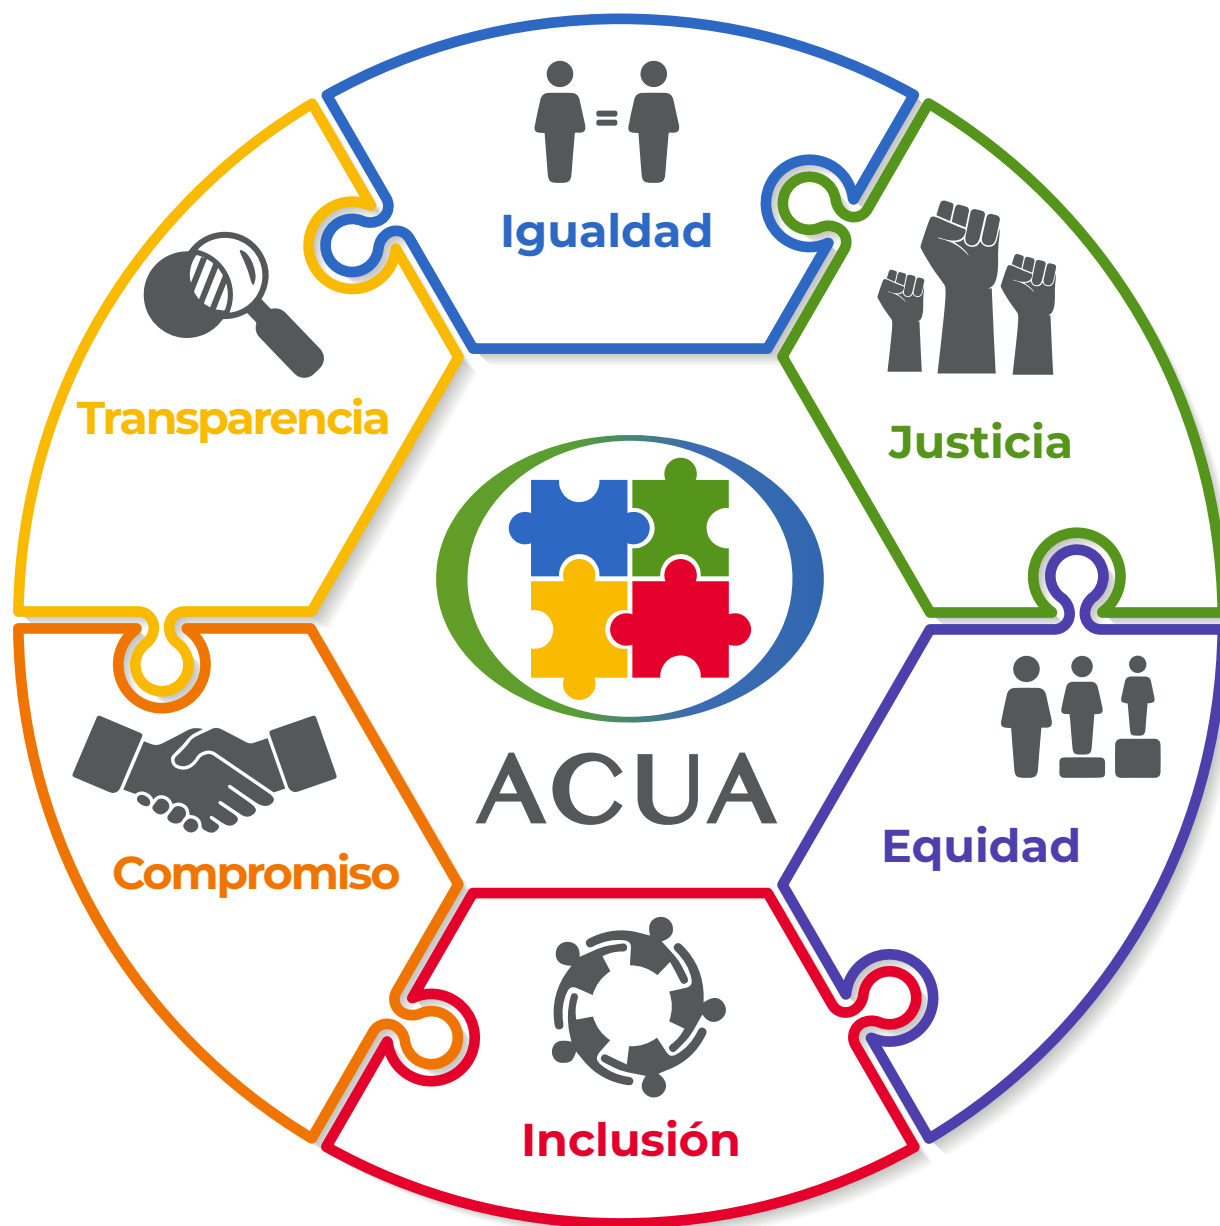 Igualdad
Justicia
Equidad
Inclusión
Compromiso
Transparencia
ACUA